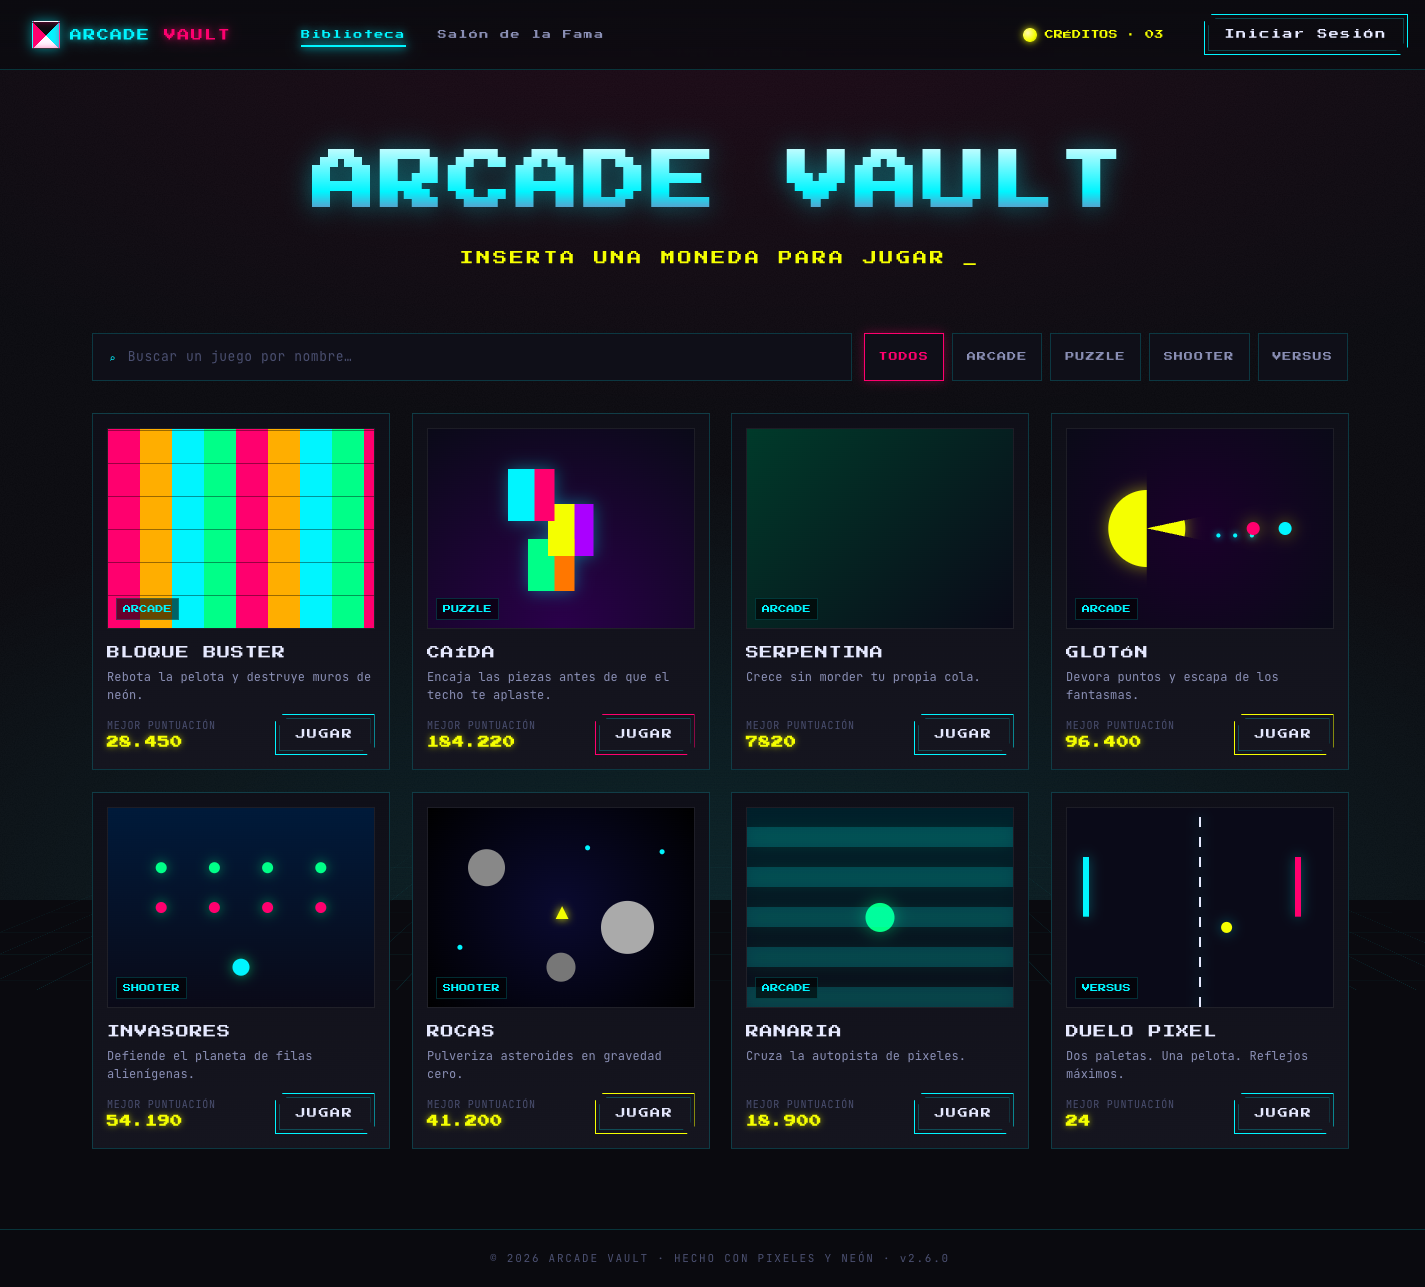 ARCADE VAULT
Biblioteca
Salón de la Fama
CRéDITOS · 03
Iniciar Sesión
ARCADE VAULT
INSERTA UNA MONEDA PARA JUGAR _
Buscar un juego por nombre…
TODOS
ARCADE
PUZZLE
SHOOTER
VERSUS
ARCADE
BLOQUE BUSTER
Rebota la pelota y destruye muros de
neón.
MEJOR PUNTUACIÓN
28.450
JUGAR
PUZZLE
CAíDA
Encaja las piezas antes de que el
techo te aplaste.
MEJOR PUNTUACIÓN
184.220
JUGAR
ARCADE
SERPENTINA
Crece sin morder tu propia cola.
MEJOR PUNTUACIÓN
7820
JUGAR
ARCADE
GLOTóN
Devora puntos y escapa de los
fantasmas.
MEJOR PUNTUACIÓN
96.400
JUGAR
SHOOTER
INVASORES
Defiende el planeta de filas
alienígenas.
MEJOR PUNTUACIÓN
54.190
JUGAR
SHOOTER
ROCAS
Pulveriza asteroides en gravedad
cero.
MEJOR PUNTUACIÓN
41.200
JUGAR
ARCADE
RANARIA
Cruza la autopista de pixeles.
MEJOR PUNTUACIÓN
18.900
JUGAR
VERSUS
DUELO PIXEL
Dos paletas. Una pelota. Reflejos
máximos.
MEJOR PUNTUACIÓN
24
JUGAR
© 2026 ARCADE VAULT · HECHO CON PIXELES Y NEÓN · v2.6.0